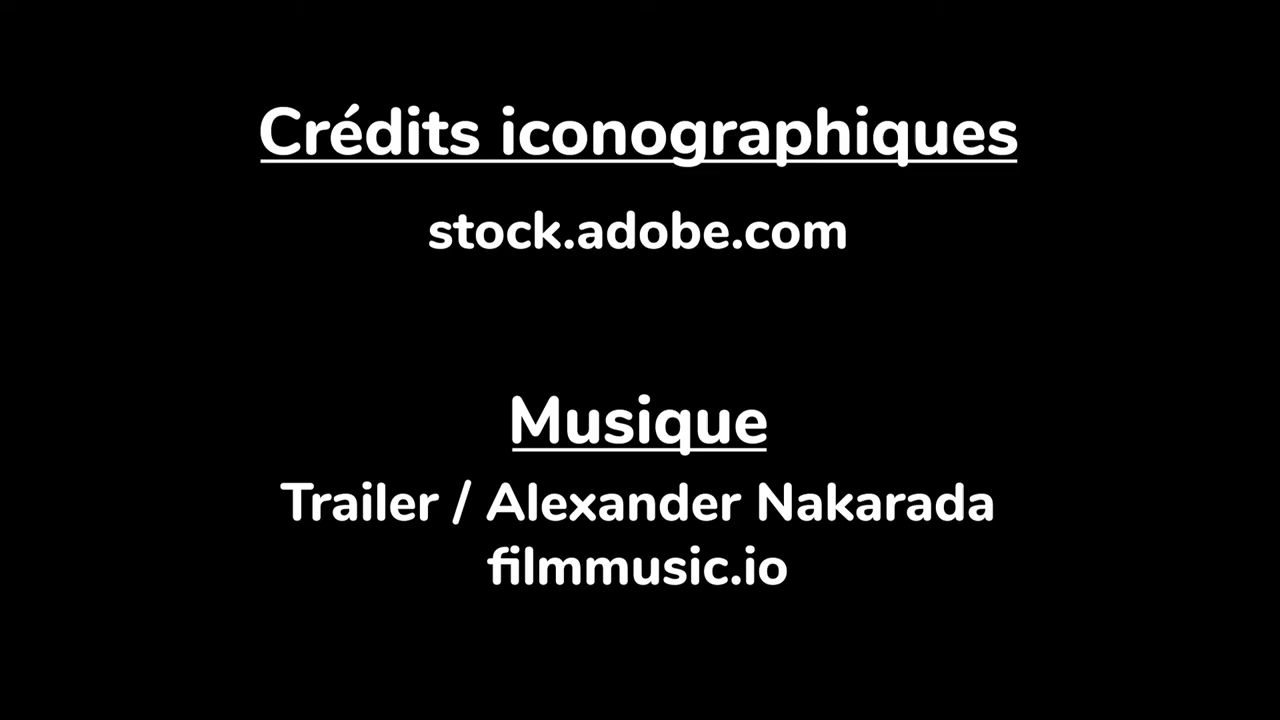 Crédits iconographiques
stock.adobe.com
Musique
Trailer / Alexander Nakarada
filmmusic.io